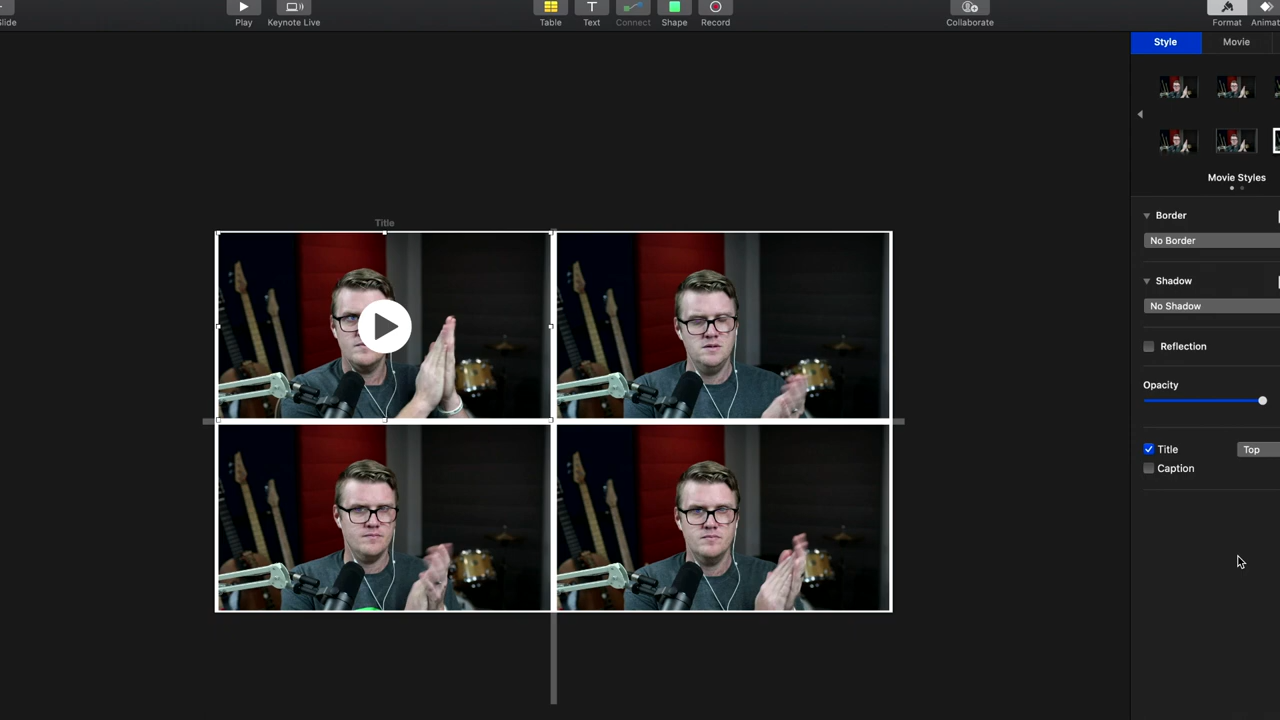 Slide
Play
Keynote Live
Table
Text
Connect
Shape
Record
Collaborate
Format
Animat
Style
Movie
Movie Styles
Title
Border
No Border
Shadow
No Shadow
Reflection
Opacity
Title
Top
Caption